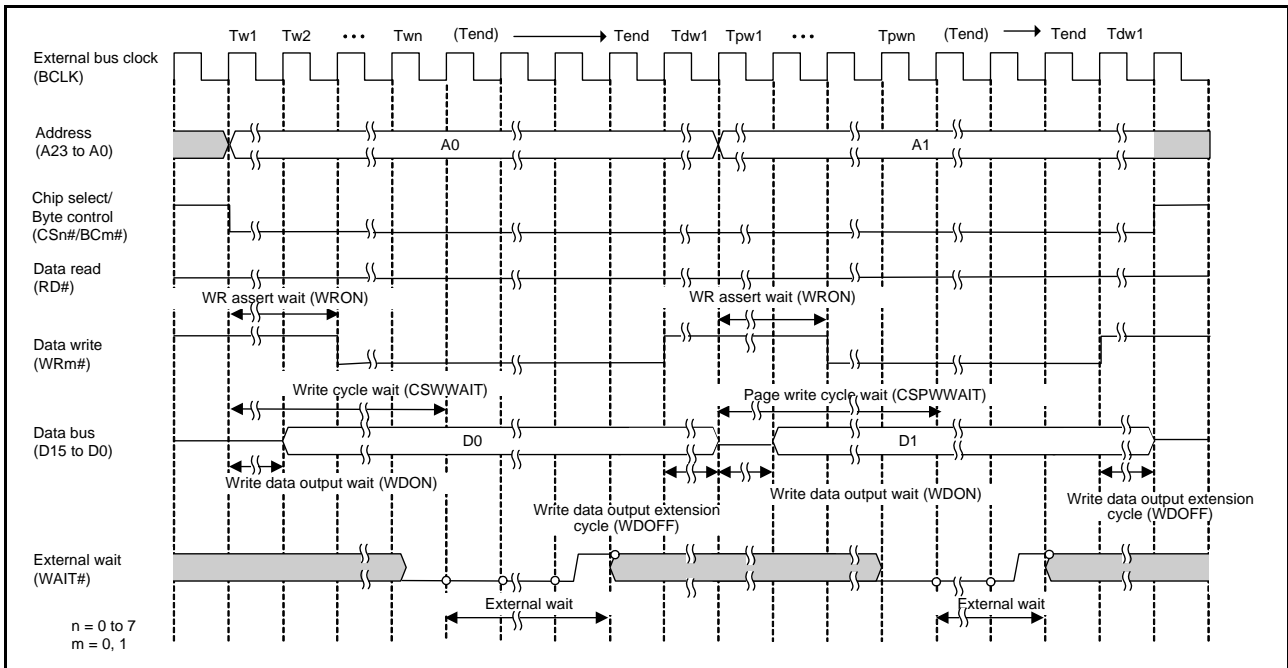 Tw1 Tw2 ••• Twn (Tend) Tend Tdw1 Tpw1 ••• Tpwn (Tend) Tend Tdw1
External bus clock
(BCLK)
Address
(A23 to A0)
A0 A1
Chip select/
Byte control
(CSn#/BCm#)
Data read
(RD#)
WR assert wait (WRON) WR assert wait (WRON)
Data write
(WRm#)
Write cycle wait (CSWWAIT) Page write cycle wait (CSPWWAIT)
Data bus
(D15 to D0)
D0 D1
Write data output wait (WDON) Write data output wait (WDON) Write data output extension
cycle (WDOFF)
Write data output extension
cycle (WDOFF)
External wait
(WAIT#)
External wait External wait
n = 0 to 7
m = 0, 1